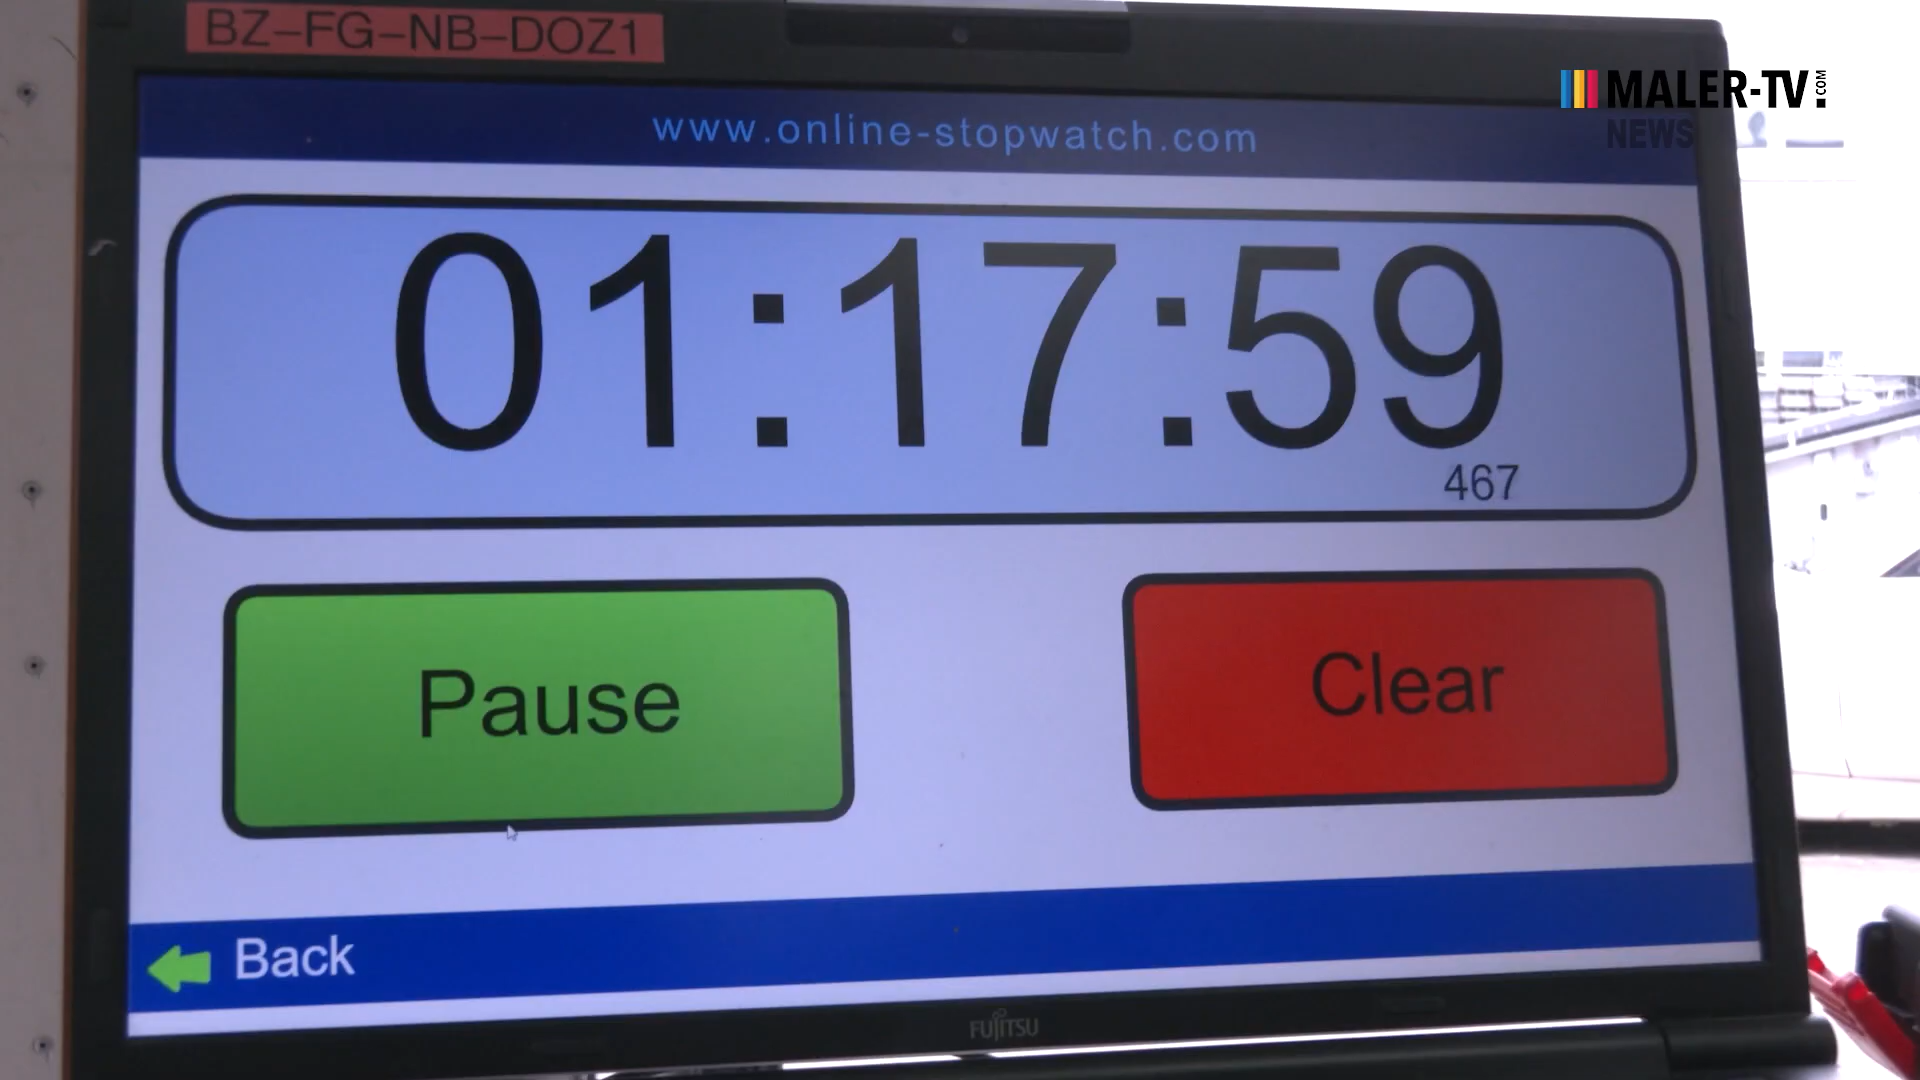 BZ–FG–NB–DOZ1
MALER-TV.COM
NEWS
www.online-stopwatch.com
01:17:59
467
Pause
Clear
Back
FUJITSU